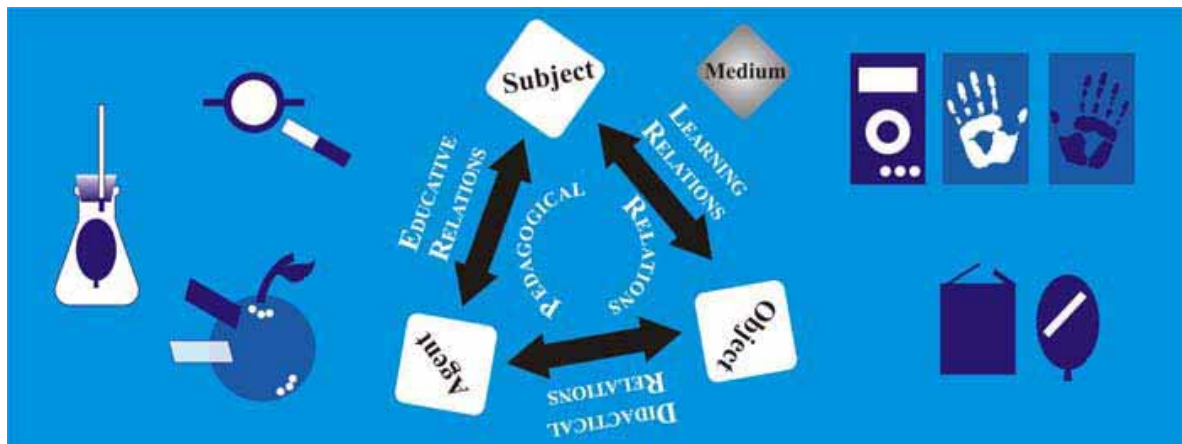 Subject
Medium
LEARNING
RELATIONS
EDUCATIVE
RELATIONS
PEDAGOGICAL
RELATIONS
Agent
Object
DIDACTICAL
RELATIONS